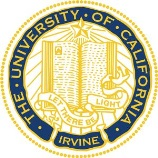 THE · UNIVERSITY · OF · CALIFORNIA
LET THERE BE LIGHT
IRVINE